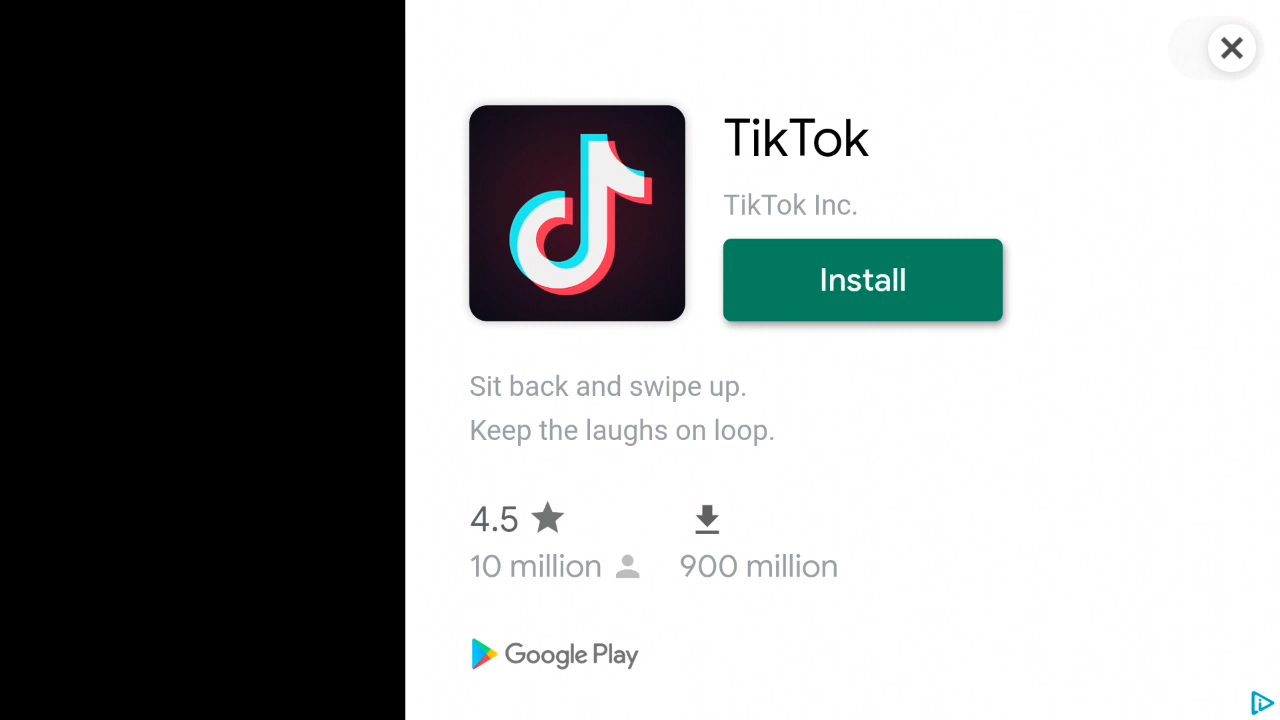 TikTok
TikTok Inc.
Install
Sit back and swipe up.
Keep the laughs on loop.
4.5
10 million
900 million
Google Play